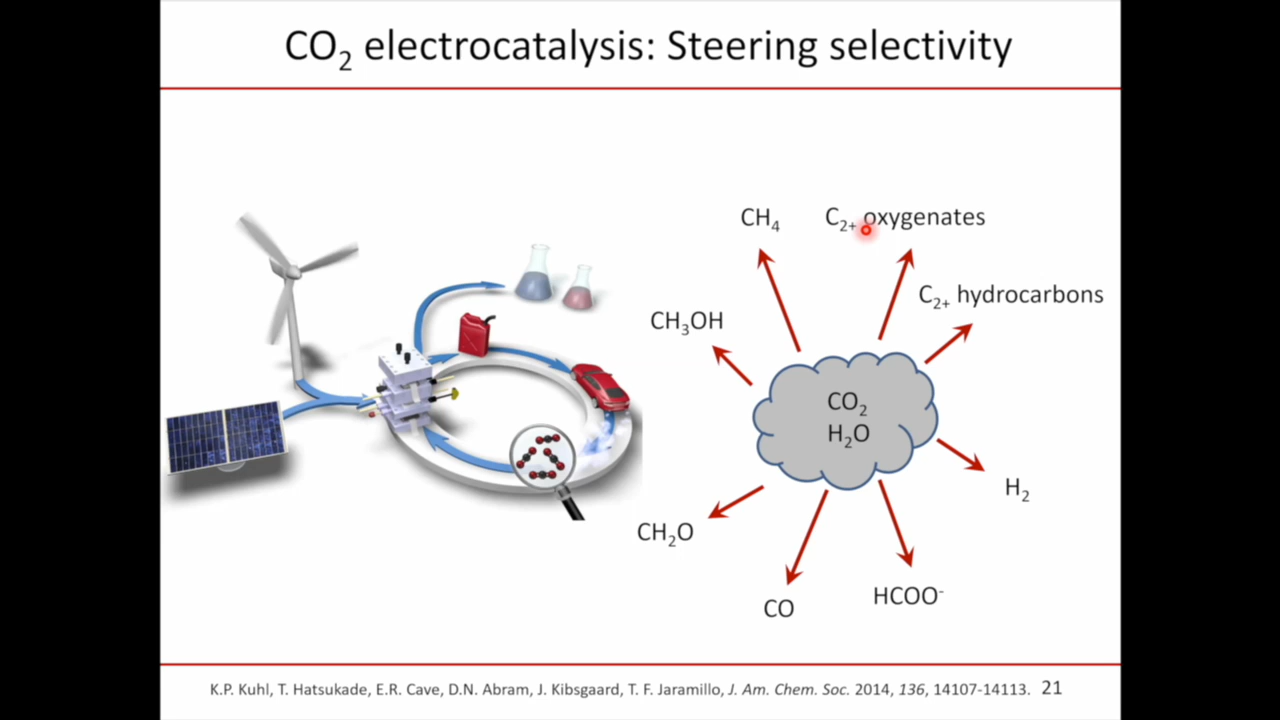 CO₂ electrocatalysis: Steering selectivity
CH₄
C₂₊ oxygenates
C₂₊ hydrocarbons
CH₃OH
CO₂
H₂O
H₂
CH₂O
CO
HCOO⁻
K.P. Kuhl, T. Hatsukade, E.R. Cave, D.N. Abram, J. Kibsgaard, T. F. Jaramillo, J. Am. Chem. Soc. 2014, 136, 14107-14113. 21